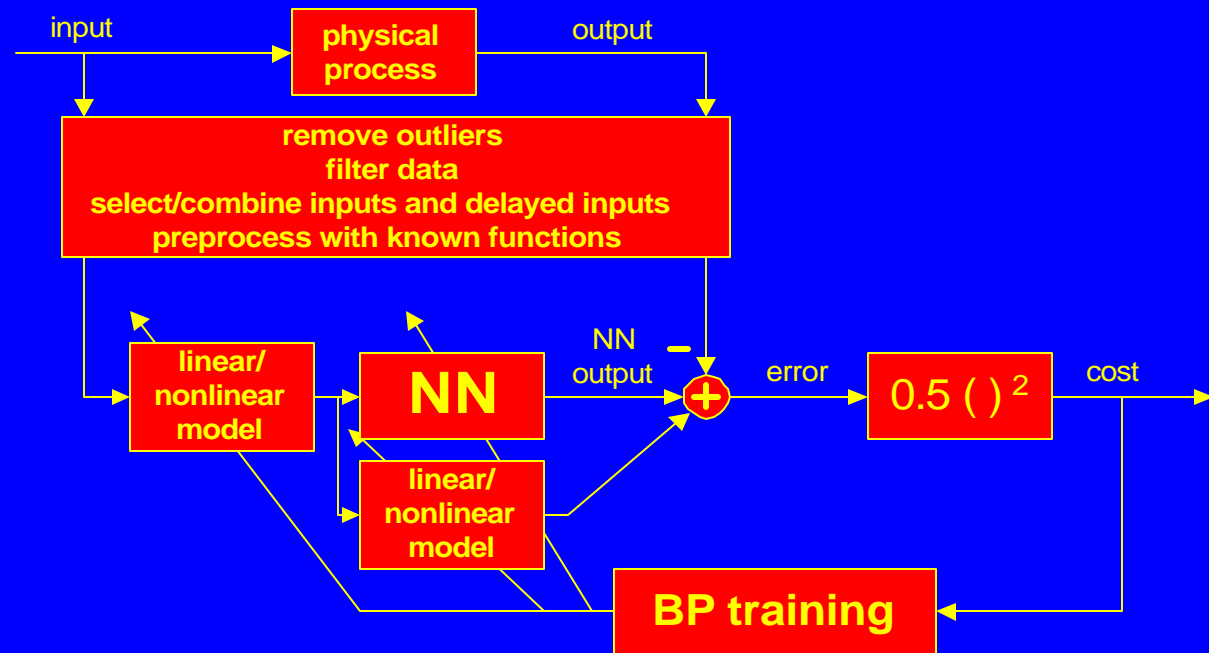 input
physical
process
output
remove outliers
filter data
select/combine inputs and delayed inputs
preprocess with known functions
linear/
nonlinear
model
NN
NN
output
−
+
error
0.5 ( ) ²
cost
linear/
nonlinear
model
BP training